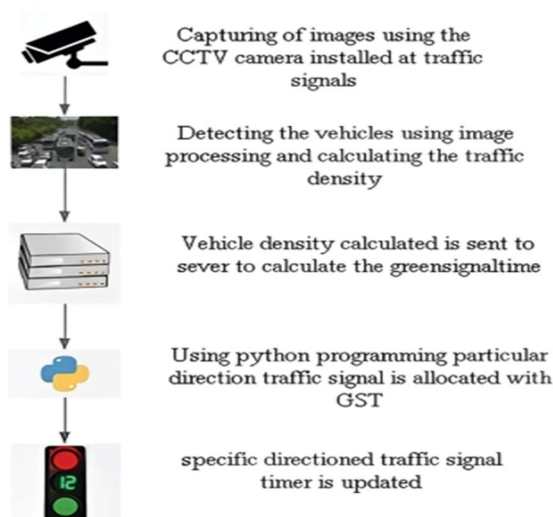 Capturing of images using the
CCTV camera installed at traffic
signals
Detecting the vehicles using image
processing and calculating the traffic
density
Vehicle density calculated is sent to
sever to calculate the greensignaltime
Using python programming particular
direction traffic signal is allocated with
GST
specific directioned traffic signal
timer is updated
12